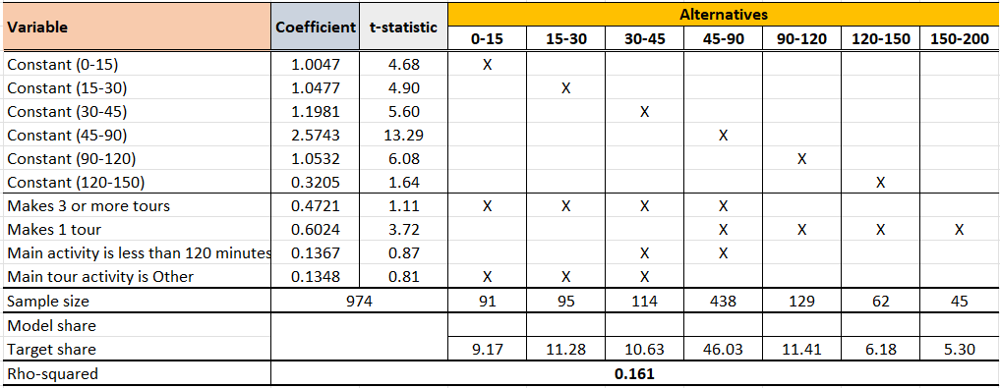 Variable Coefficient t-statistic Alternatives
0-15 15-30 30-45 45-90 90-120 120-150 150-200
Constant (0-15) 1.0047 4.68 X
Constant (15-30) 1.0477 4.90 X
Constant (30-45) 1.1981 5.60 X
Constant (45-90) 2.5743 13.29 X
Constant (90-120) 1.0532 6.08 X
Constant (120-150) 0.3205 1.64 X
Makes 3 or more tours 0.4721 1.11 X X X X
Makes 1 tour 0.6024 3.72 X X X X
Main activity is less than 120 minutes 0.1367 0.87 X X
Main tour activity is Other 0.1348 0.81 X X X
Sample size 974 91 95 114 438 129 62 45
Model share
Target share 9.17 11.28 10.63 46.03 11.41 6.18 5.30
Rho-squared 0.161